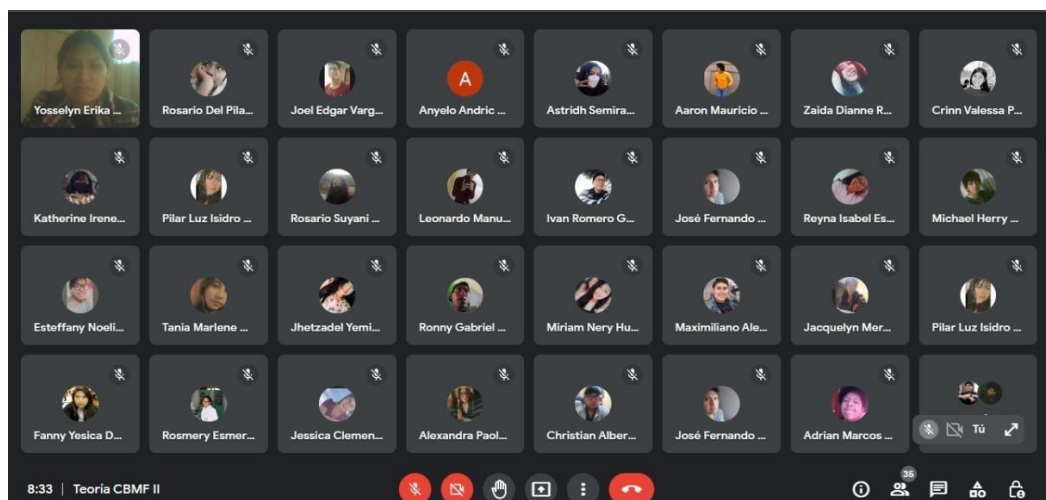 Yosselyn Erika ...
Rosario Del Pila...
Joel Edgar Varg...
A
Anyelo Andric ...
Astridh Semira...
Aaron Mauricio ...
Zaida Dianne R...
Crinn Valessa P...
Katherine Irene...
Pilar Luz Isidro ...
Rosario Suyani ...
Leonardo Manu...
Ivan Romero G...
José Fernando ...
Reyna Isabel Es...
Michael Herry ...
Esteffany Noeli...
Tania Marlene ...
Jhetzadel Yemi...
Ronny Gabriel ...
Miriam Nery Hu...
Maximiliano Ale...
Jacquelyn Mer...
Pilar Luz Isidro ...
Fanny Yesica D...
Rosmery Esmer...
Jessica Clemen...
Alexandra Paol...
Christian Alber...
José Fernando ...
Adrian Marcos ...
Tú
8:33 | Teoría CBMF II
35